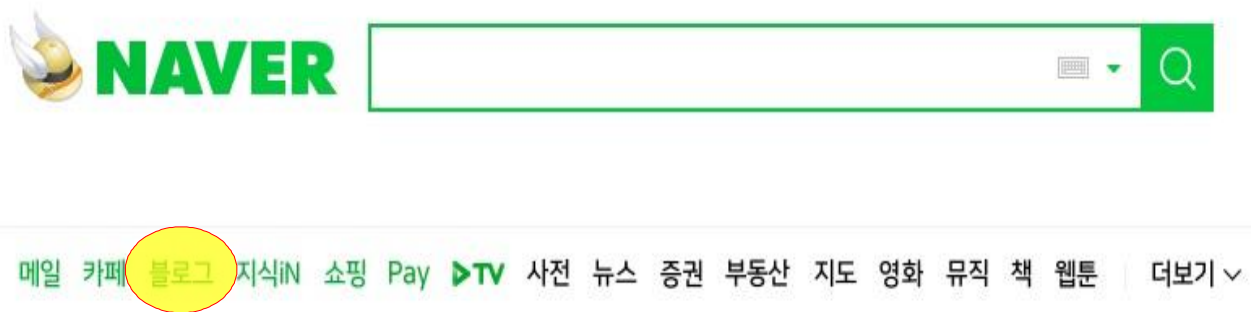 NAVER
메일 카페 블로그 지식iN 쇼핑 Pay TV 사전 뉴스 증권 부동산 지도 영화 뮤직 책 웹툰 더보기